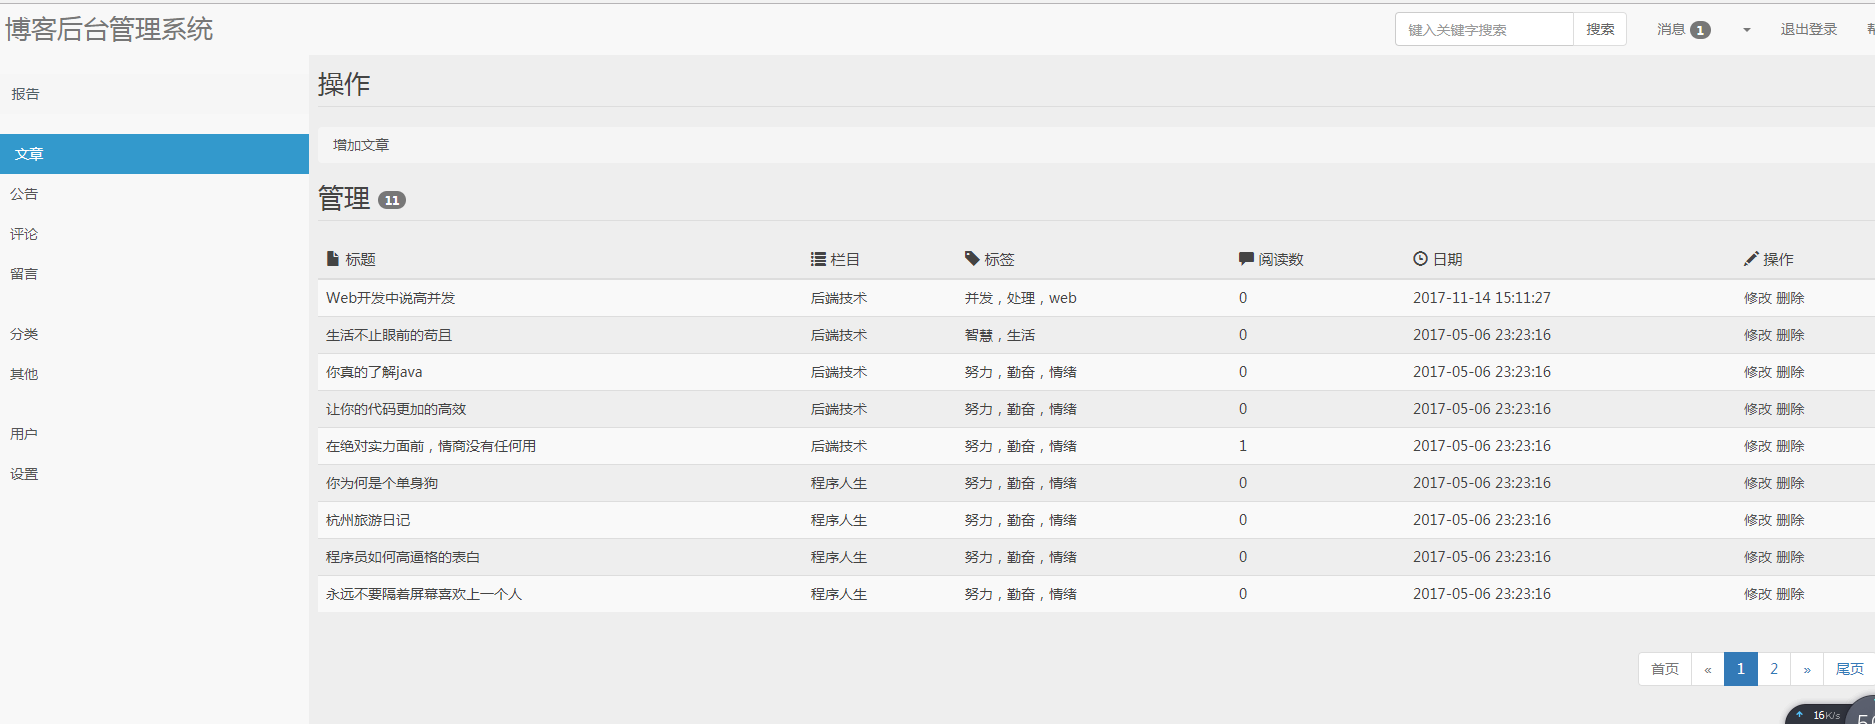 博客后台管理系统
键入关键字搜索 搜索 消息 1 退出登录
报告
文章
公告
评论
留言
分类
其他
用户
设置
操作
增加文章
管理 11
标题 栏目 标签 阅读数 日期 操作
Web开发中说高并发 后端技术 并发，处理，web 0 2017-11-14 15:11:27 修改 删除
生活不止眼前的苟且 后端技术 智慧，生活 0 2017-05-06 23:23:16 修改 删除
你真的了解java 后端技术 努力，勤奋，情绪 0 2017-05-06 23:23:16 修改 删除
让你的代码更加的高效 后端技术 努力，勤奋，情绪 0 2017-05-06 23:23:16 修改 删除
在绝对实力面前，情商没有任何用 后端技术 努力，勤奋，情绪 1 2017-05-06 23:23:16 修改 删除
你为何是个单身狗 程序人生 努力，勤奋，情绪 0 2017-05-06 23:23:16 修改 删除
杭州旅游日记 程序人生 努力，勤奋，情绪 0 2017-05-06 23:23:16 修改 删除
程序员如何高逼格的表白 程序人生 努力，勤奋，情绪 0 2017-05-06 23:23:16 修改 删除
永远不要隔着屏幕喜欢上一个人 程序人生 努力，勤奋，情绪 0 2017-05-06 23:23:16 修改 删除
首页 « 1 2 » 尾页
16K/s